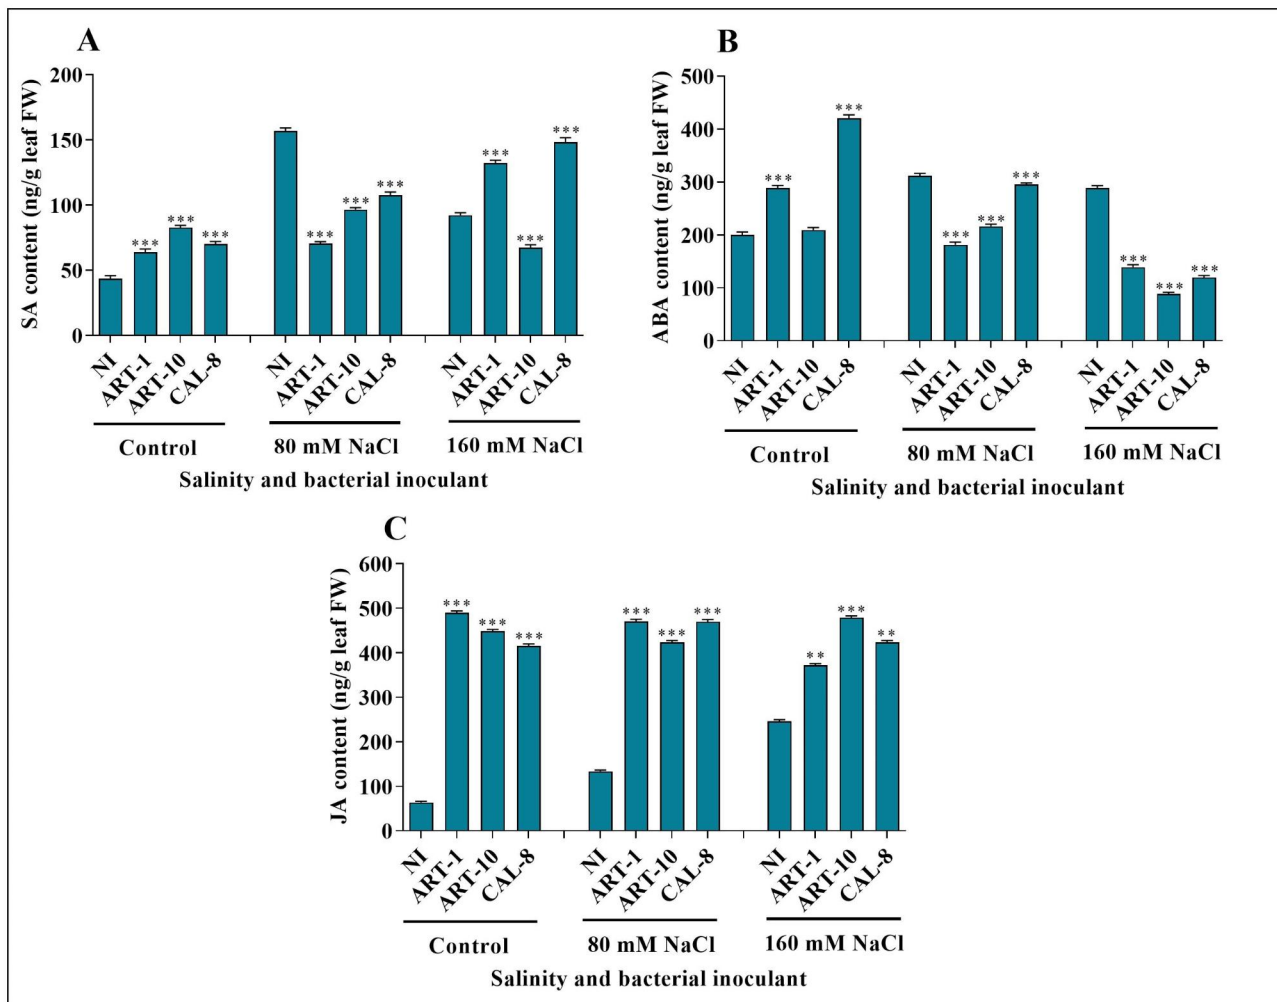 A
SA content (ng/g leaf FW)
200
150
100
50
0
*** *** *** *** *** *** *** *** ***
NI ART-1 ART-10 CAL-8 NI ART-1 ART-10 CAL-8 NI ART-1 ART-10 CAL-8
Control 80 mM NaCl 160 mM NaCl
Salinity and bacterial inoculant
B
ABA content (ng/g leaf FW)
500
400
300
200
100
0
*** *** *** *** *** *** *** ***
NI ART-1 ART-10 CAL-8 NI ART-1 ART-10 CAL-8 NI ART-1 ART-10 CAL-8
Control 80 mM NaCl 160 mM NaCl
Salinity and bacterial inoculant
C
JA content (ng/g leaf FW)
600
500
400
300
200
100
0
*** *** *** *** *** *** ** *** **
NI ART-1 ART-10 CAL-8 NI ART-1 ART-10 CAL-8 NI ART-1 ART-10 CAL-8
Control 80 mM NaCl 160 mM NaCl
Salinity and bacterial inoculant